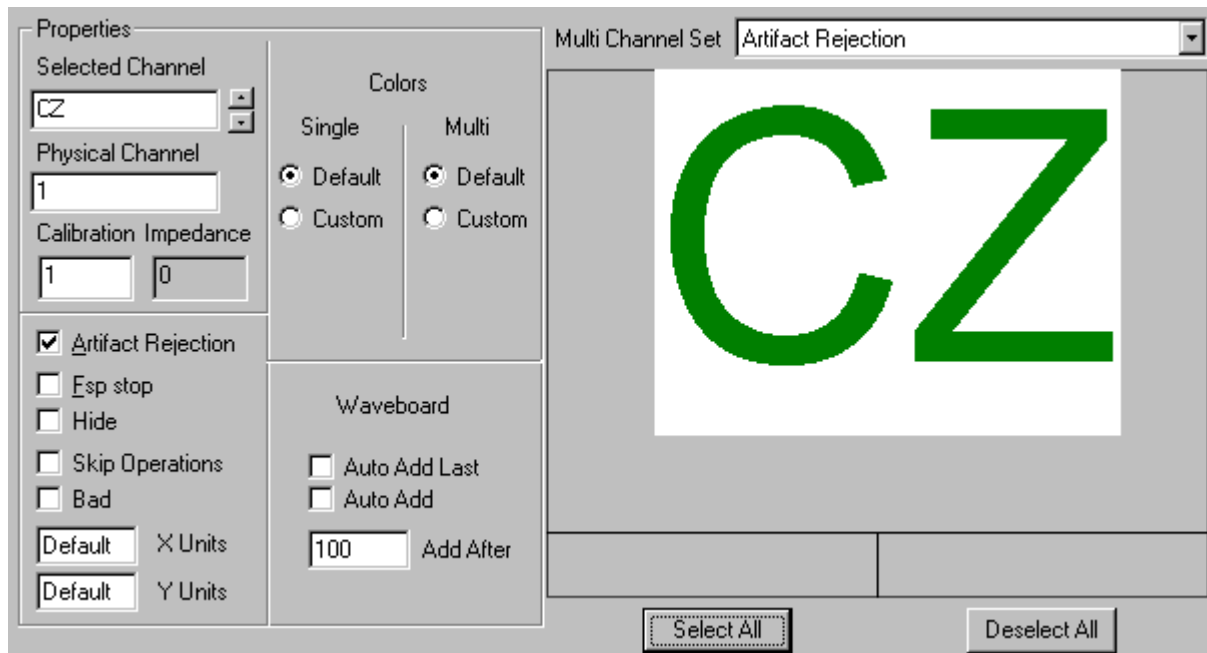 Properties
Selected Channel
CZ
Physical Channel
1
Calibration Impedance
1 0
Artifact Rejection
Fsp stop
Hide
Skip Operations
Bad
Default X Units
Default Y Units
Colors
Single Multi
Default Default
Custom Custom
Waveboard
Auto Add Last
Auto Add
100 Add After
Multi Channel Set Artifact Rejection
CZ
Select All Deselect All